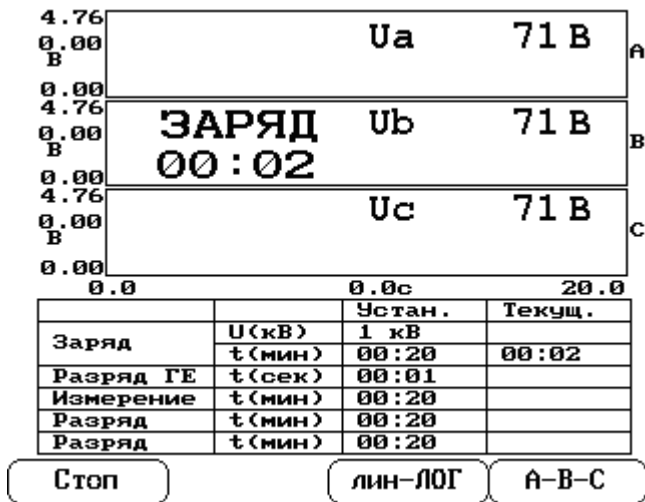 4.76
0.00
В
0.00
Ua 71 В
A
4.76
0.00
В
0.00
ЗАРЯД
00:02
Ub 71 В
B
4.76
0.00
В
0.00
Uc 71 В
C
0.0 0.0с 20.0
Устан. Текущ.
Заряд U(кВ) 1 кВ
t(мин) 00:20 00:02
Разряд ГЕ t(сек) 00:01
Измерение t(мин) 00:20
Разряд t(мин) 00:20
Разряд t(мин) 00:20
Стоп лин-ЛОГ A-B-C